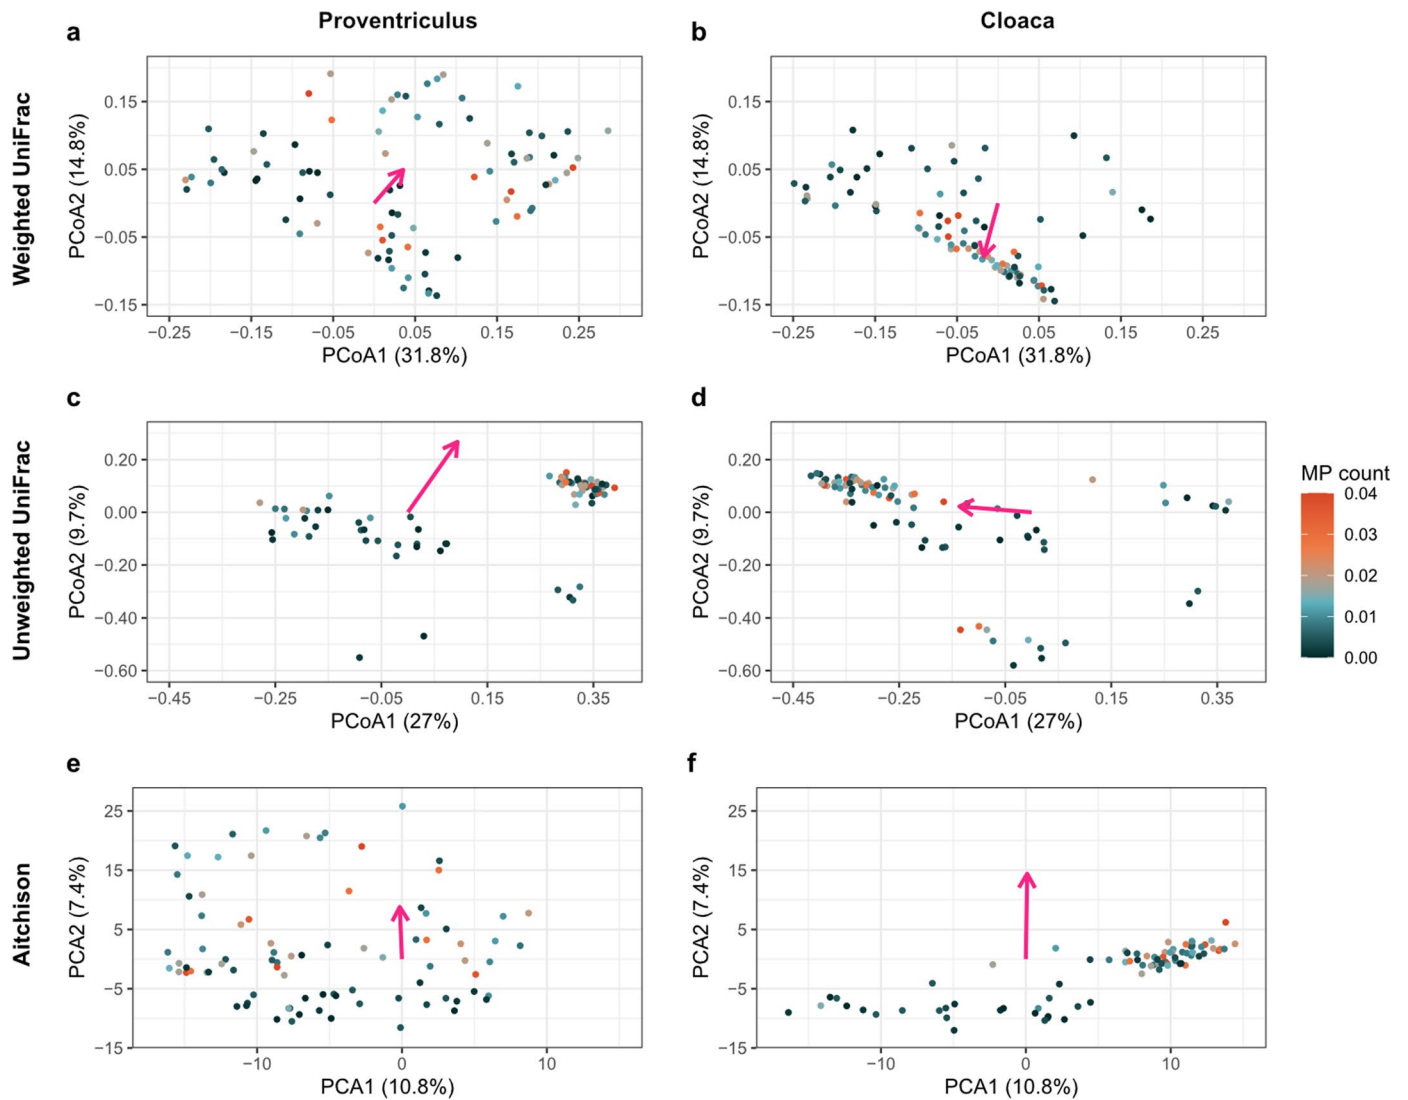 Proventriculus
Cloaca
a
b
Weighted UniFrac
PCoA2 (14.8%)
0.15
0.05
−0.05
−0.15
−0.25
−0.15
−0.05
0.05
0.15
0.25
PCoA1 (31.8%)
PCoA2 (14.8%)
0.15
0.05
−0.05
−0.15
−0.25
−0.15
−0.05
0.05
0.15
0.25
PCoA1 (31.8%)
c
d
Unweighted UniFrac
PCoA2 (9.7%)
0.20
0.00
−0.20
−0.40
−0.60
−0.45
−0.25
−0.05
0.15
0.35
PCoA1 (27%)
PCoA2 (9.7%)
0.20
0.00
−0.20
−0.40
−0.60
−0.45
−0.25
−0.05
0.15
0.35
PCoA1 (27%)
MP count
0.04
0.03
0.02
0.01
0.00
e
f
Aitchison
PCA2 (7.4%)
25
15
5
−5
−15
−10
0
10
PCA1 (10.8%)
PCA2 (7.4%)
25
15
5
−5
−15
−10
0
10
PCA1 (10.8%)